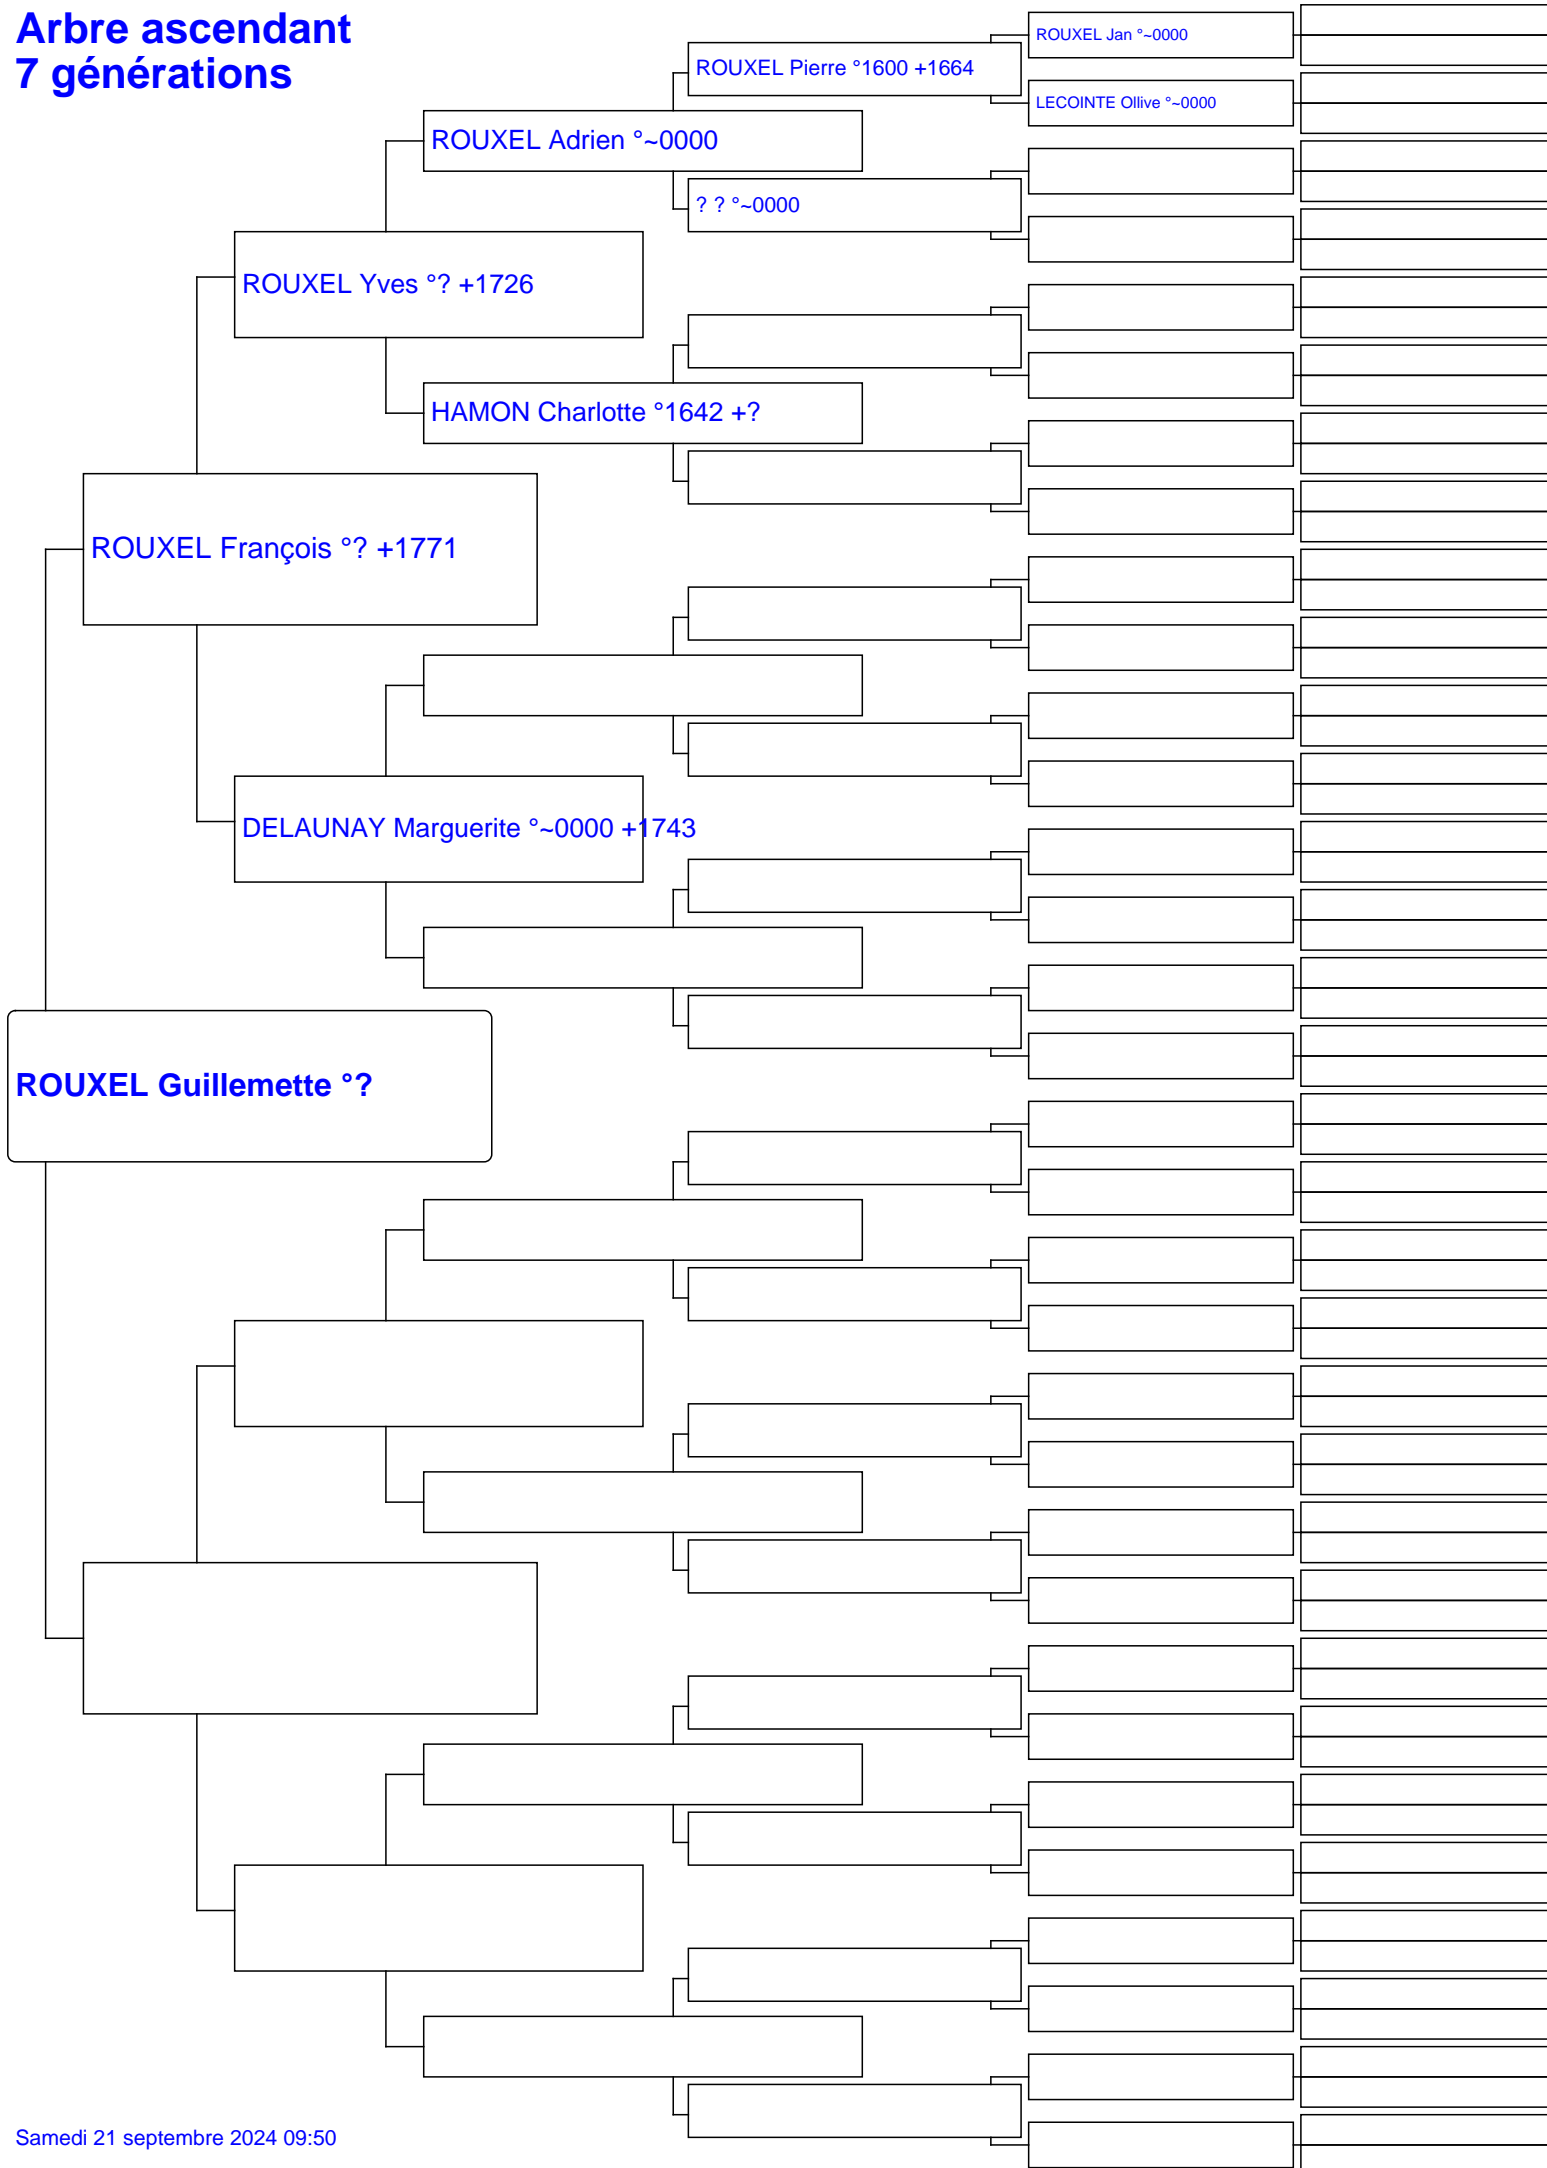 Arbre ascendant
7 générations
ROUXEL Jan °~0000
ROUXEL Pierre °1600 +1664
LECOINTE Ollive °~0000
ROUXEL Adrien °~0000
? ? °~0000
ROUXEL Yves °? +1726
HAMON Charlotte °1642 +?
ROUXEL François °? +1771
DELAUNAY Marguerite °~0000 +1743
ROUXEL Guillemette °?
Samedi 21 septembre 2024 09:50